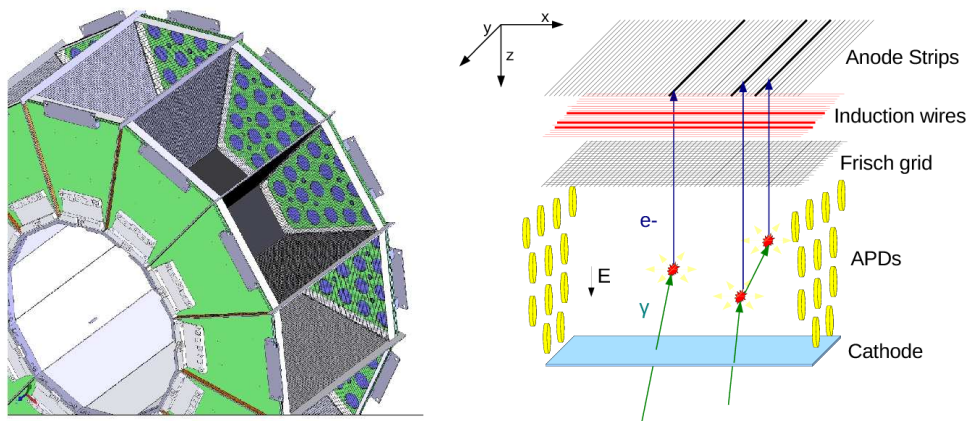 x
y
z
Anode Strips
Induction wires
Frisch grid
e-
APDs
E
γ
Cathode